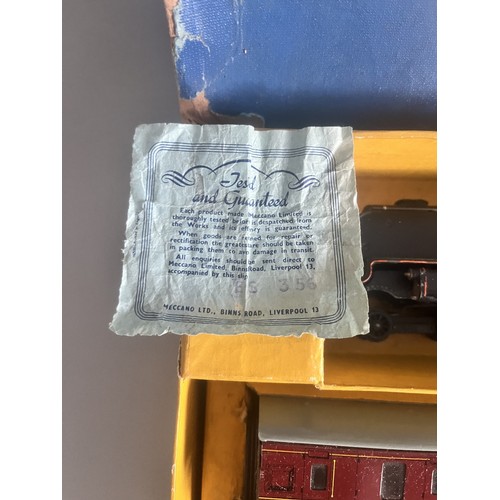 Tested
and Guaranteed
Each product made Meccano Limited is
thoroughly tested before is despatched from
the Works and its efficiency is guaranteed.
When goods are returned for repair or
rectification the greatest care should be taken
in packing them to avoid damage in transit.
All enquiries should be sent direct to
Meccano Limited, Binns Road, Liverpool 13,
accompanied by this slip.
356
MECCANO LTD., BINNS ROAD, LIVERPOOL 13